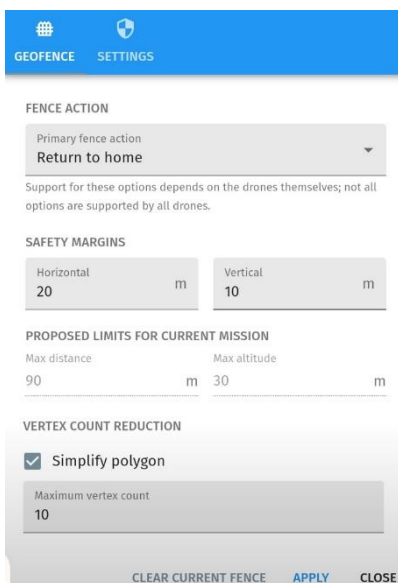 GEOFENCE SETTINGS
FENCE ACTION
Primary fence action
Return to home
Support for these options depends on the drones themselves; not all
options are supported by all drones.
SAFETY MARGINS
Horizontal Vertical
20 m 10 m
PROPOSED LIMITS FOR CURRENT MISSION
Max distance Max altitude
90 m 30 m
VERTEX COUNT REDUCTION
Simplify polygon
Maximum vertex count
10
CLEAR CURRENT FENCE APPLY CLOSE